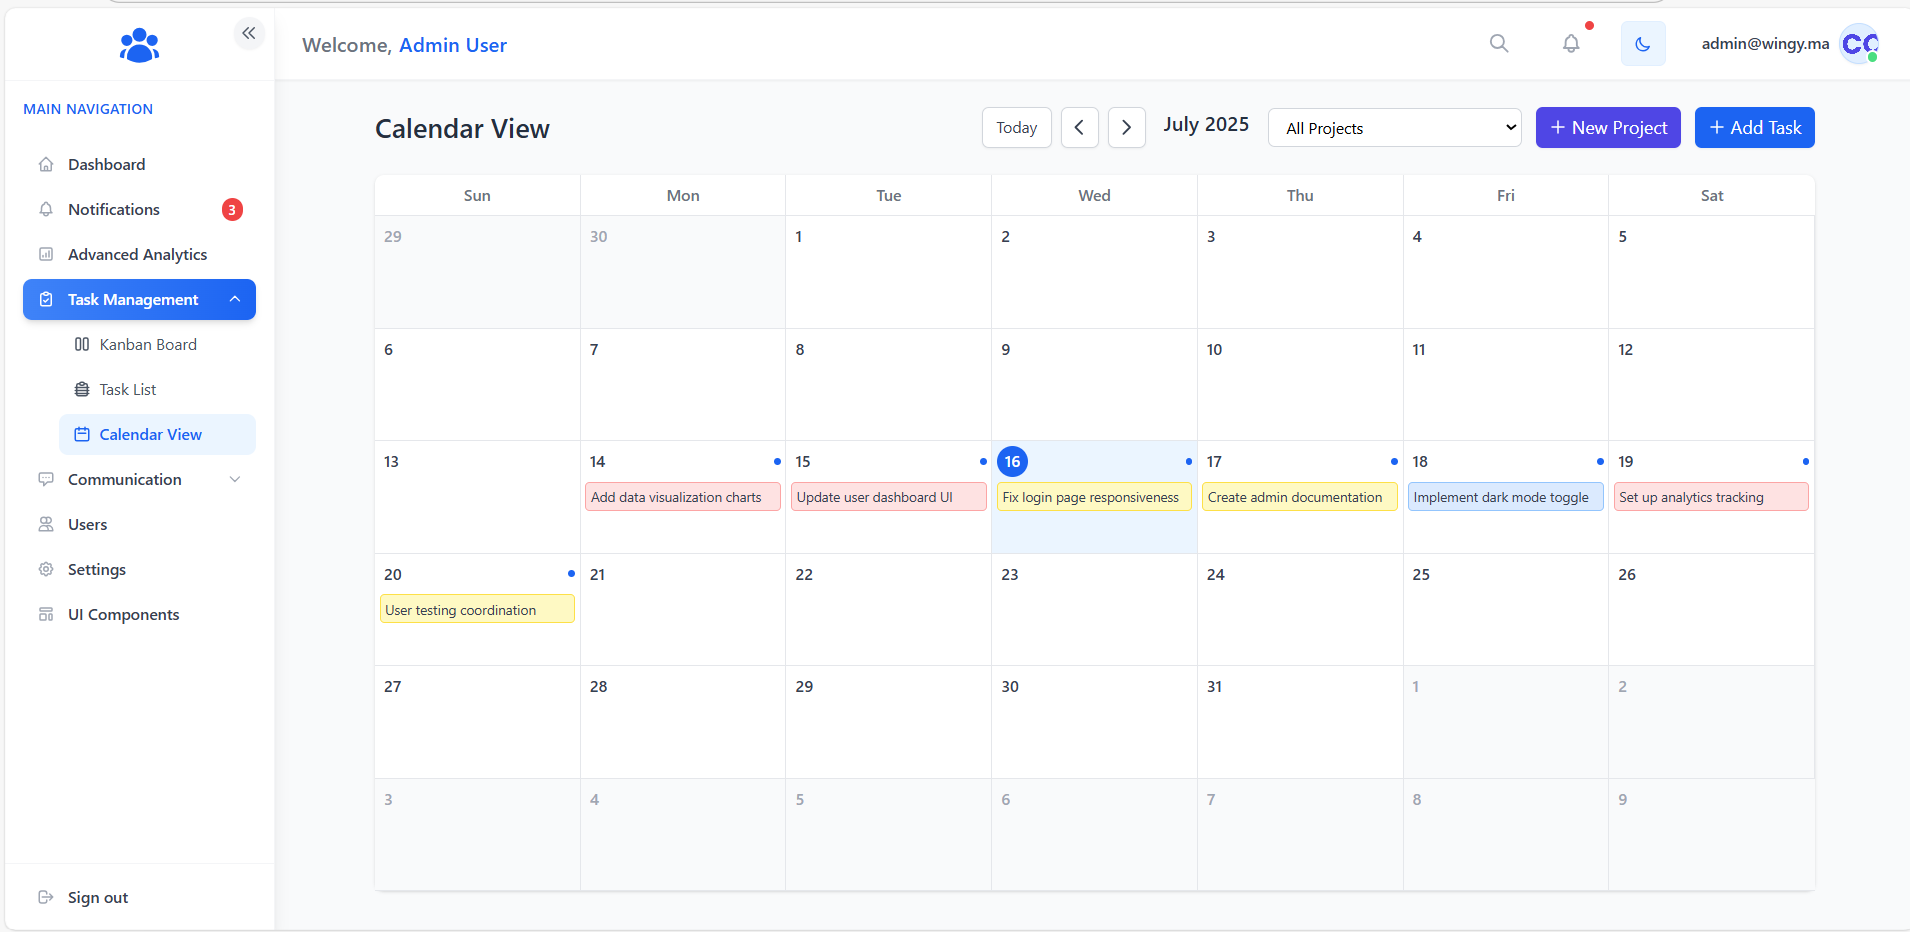 Welcome, Admin User
admin@wingy.ma
MAIN NAVIGATION
Dashboard
Notifications
3
Advanced Analytics
Task Management
Kanban Board
Task List
Calendar View
Communication
Users
Settings
UI Components
Sign out
Calendar View
Today
July 2025
All Projects
+ New Project
+ Add Task
Sun Mon Tue Wed Thu Fri Sat
29 30 1 2 3 4 5
6 7 8 9 10 11 12
13 14 15 16 17 18 19
Add data visualization charts
Update user dashboard UI
Fix login page responsiveness
Create admin documentation
Implement dark mode toggle
Set up analytics tracking
20 21 22 23 24 25 26
User testing coordination
27 28 29 30 31 1 2
3 4 5 6 7 8 9